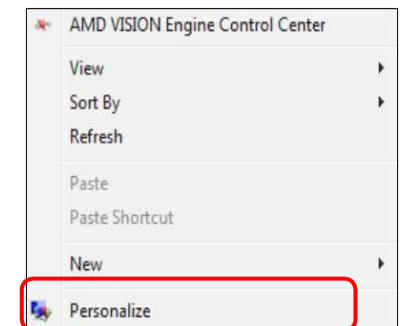 AMD VISION Engine Control Center
View
Sort By
Refresh
Paste
Paste Shortcut
New
Personalize